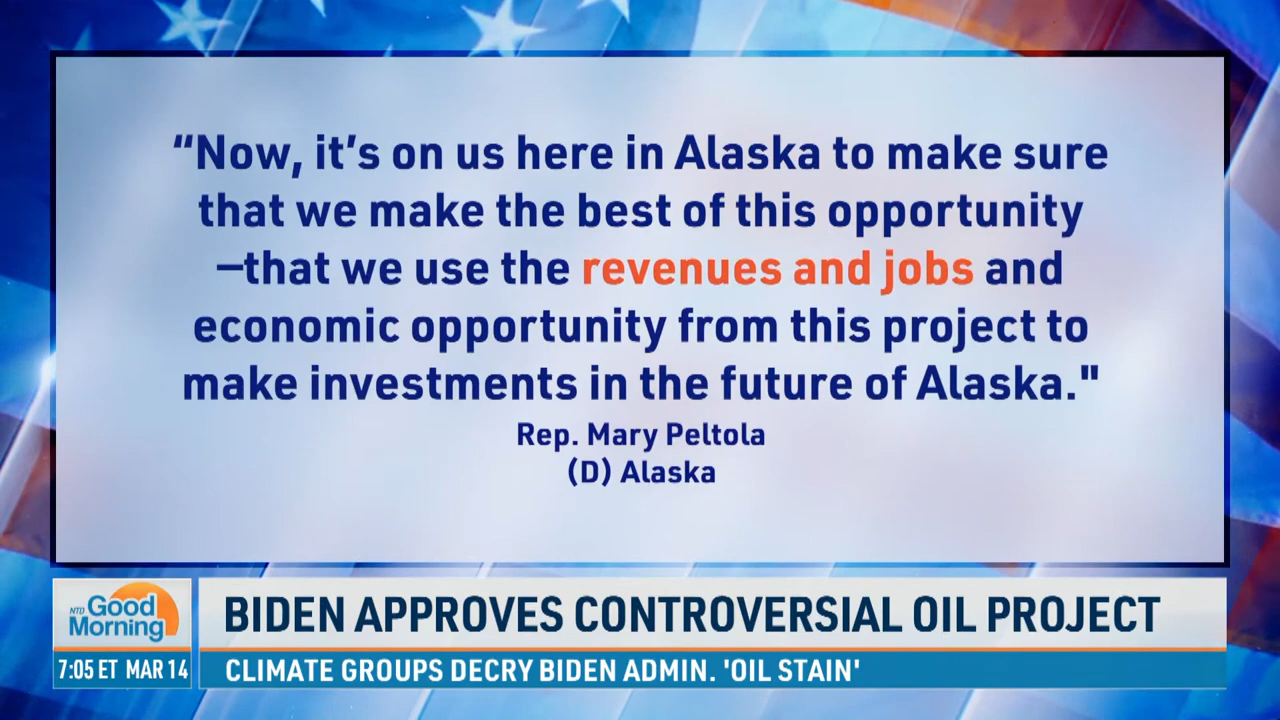 “Now, it’s on us here in Alaska to make sure
that we make the best of this opportunity
—that we use the revenues and jobs and
economic opportunity from this project to
make investments in the future of Alaska."
Rep. Mary Peltola
(D) Alaska
NTD Good
Morning
BIDEN APPROVES CONTROVERSIAL OIL PROJECT
7:05 ET MAR 14
CLIMATE GROUPS DECRY BIDEN ADMIN. 'OIL STAIN'